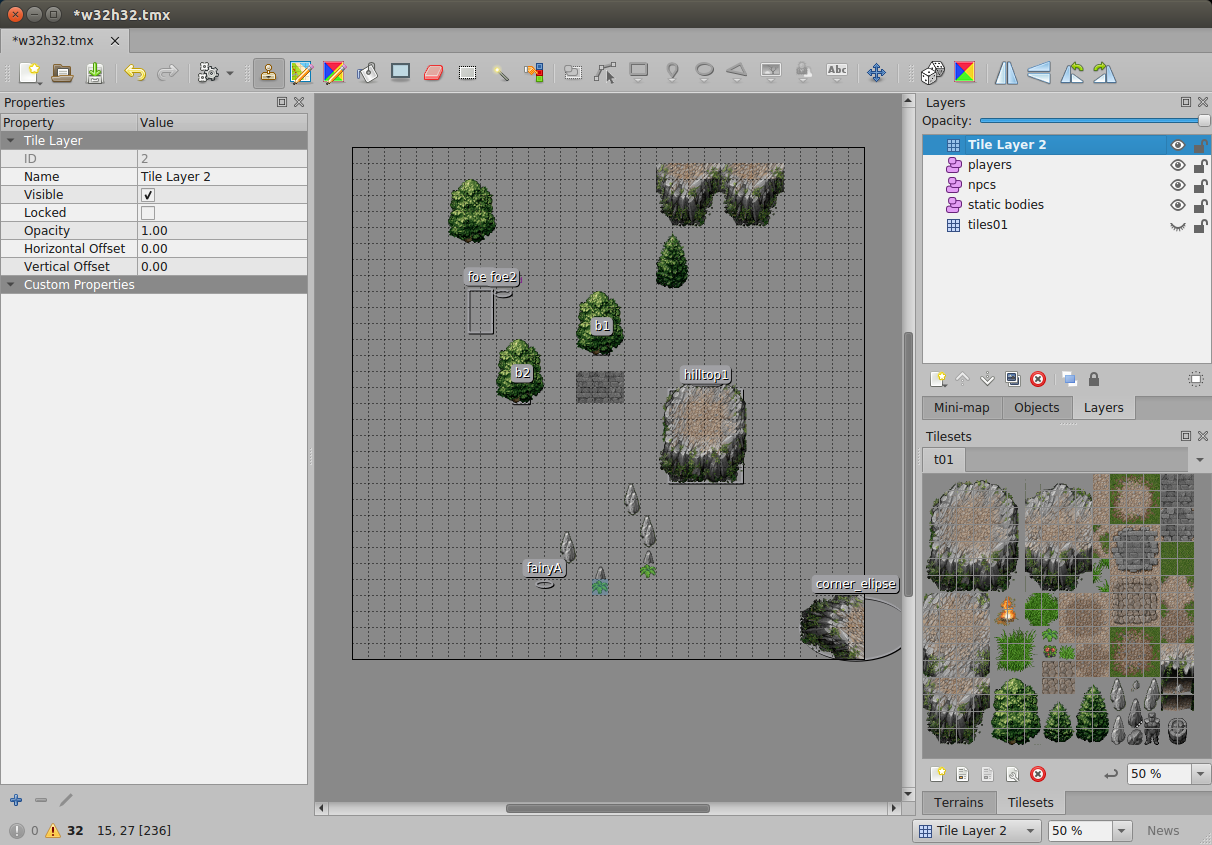 *w32h32.tmx
*w32h32.tmx
Abc
Properties
Property Value
Tile Layer
ID 2
Name Tile Layer 2
Visible
Locked
Opacity 1.00
Horizontal Offset 0.00
Vertical Offset 0.00
Custom Properties
foe foe2
b1
b2
hilltop1
fairyA
corner_elipse
Layers
Opacity:
Tile Layer 2
players
npcs
static bodies
tiles01
Mini-map Objects Layers
Tilesets
t01
50 %
Terrains Tilesets
0 32 15, 27 [236]
Tile Layer 2 50 % News